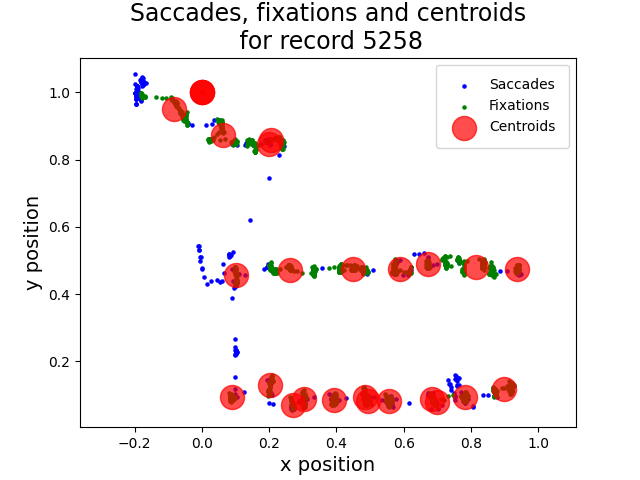 Saccades, fixations and centroids
for record 5258
Saccades
Fixations
Centroids
y position
1.0
0.8
0.6
0.4
0.2
−0.2
0.0
0.2
0.4
0.6
0.8
1.0
x position